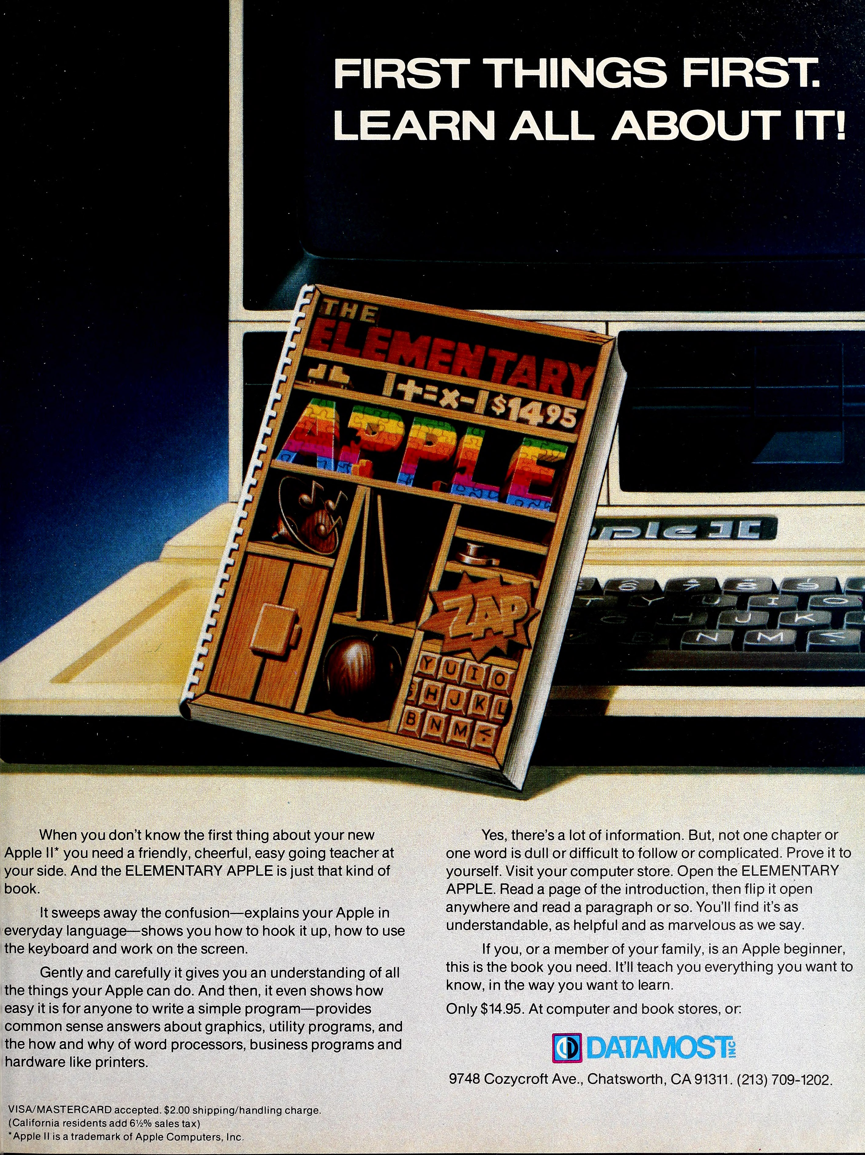 FIRST THINGS FIRST.
LEARN ALL ABOUT IT!
THE
ELEMENTARY
1+=×-1 $14.95
APPLE
ZAP
YUIO
GHJKL
BNM<
apple ][
Y U I O
H J K L
N M <
When you don't know the first thing about your new
Apple II* you need a friendly, cheerful, easy going teacher at
your side. And the ELEMENTARY APPLE is just that kind of
book.
It sweeps away the confusion—explains your Apple in
everyday language—shows you how to hook it up, how to use
the keyboard and work on the screen.
Gently and carefully it gives you an understanding of all
the things your Apple can do. And then, it even shows how
easy it is for anyone to write a simple program—provides
common sense answers about graphics, utility programs, and
the how and why of word processors, business programs and
hardware like printers.
VISA/MASTERCARD accepted. $2.00 shipping/handling charge.
(California residents add 6½% sales tax)
*Apple II is a trademark of Apple Computers, Inc.
Yes, there's a lot of information. But, not one chapter or
one word is dull or difficult to follow or complicated. Prove it to
yourself. Visit your computer store. Open the ELEMENTARY
APPLE. Read a page of the introduction, then flip it open
anywhere and read a paragraph or so. You'll find it's as
understandable, as helpful and as marvelous as we say.
If you, or a member of your family, is an Apple beginner,
this is the book you need. It'll teach you everything you want to
know, in the way you want to learn.
Only $14.95. At computer and book stores, or:
DATAMOST INC
9748 Cozycroft Ave., Chatsworth, CA 91311. (213) 709-1202.